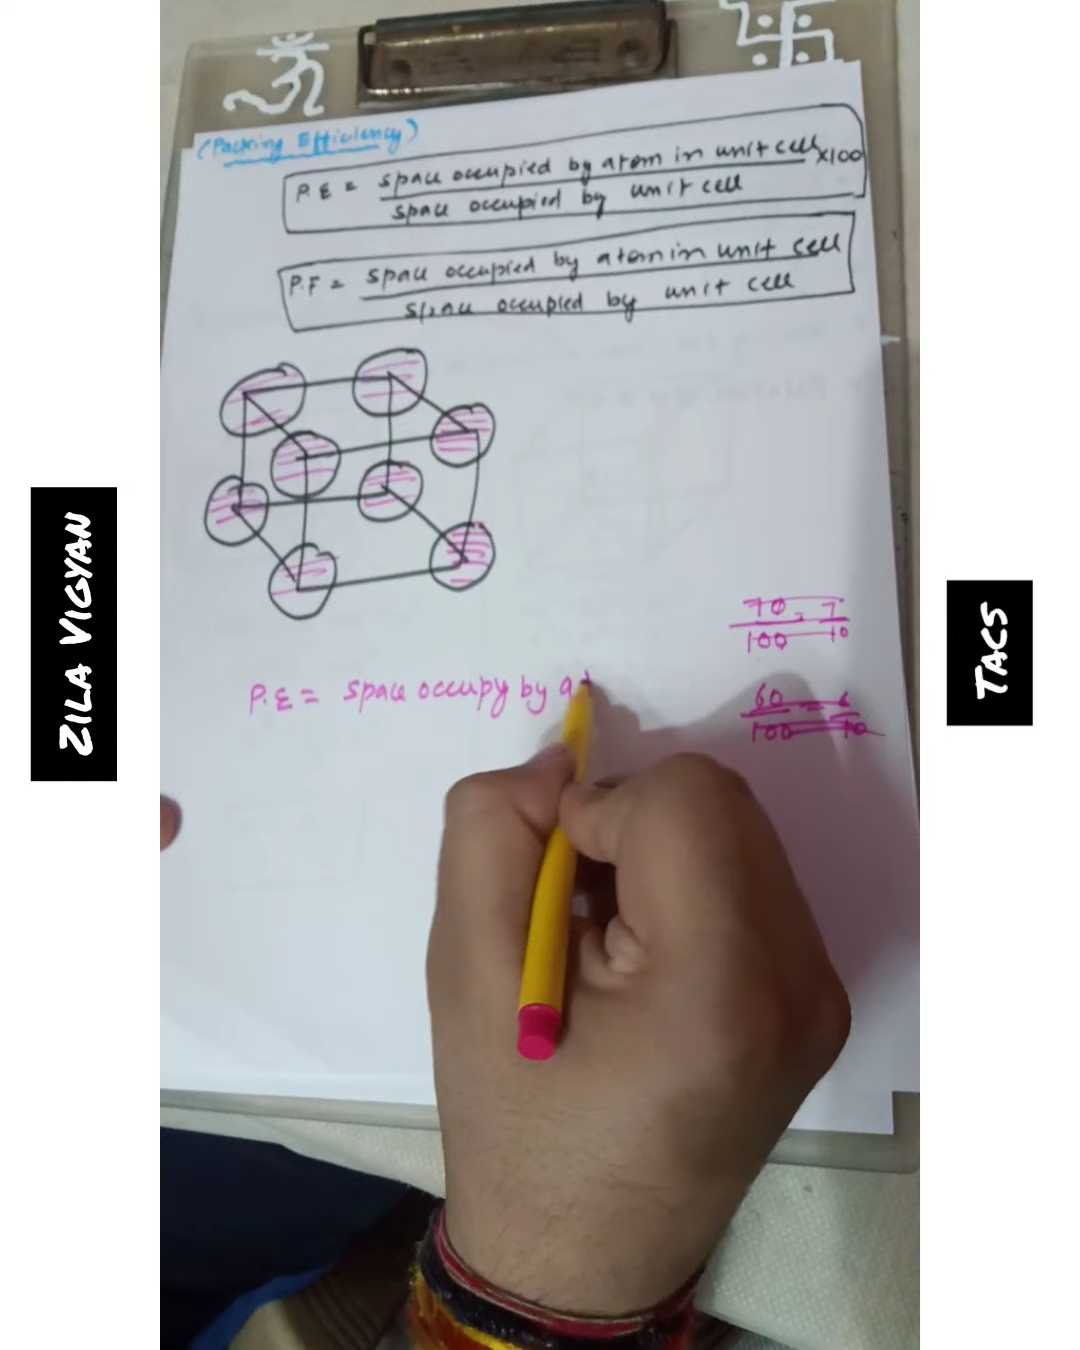 ॐ
(Packing Efficiency)
P.E = space occupied by atom in unit cell x100
space occupied by unit cell
P.F = space occupied by atom in unit cell
space occupied by unit cell
70 = 7
100 10
P.E = space occupy by at
60 = 6
100 10
ZILA VIGYAN
TACS